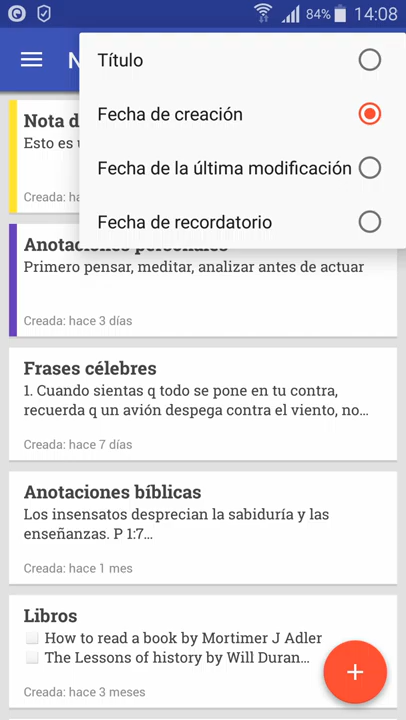 84% 14:08
N
Título
Fecha de creación
Fecha de la última modificación
Fecha de recordatorio
Nota d
Esto es
Creada: ha
Anotaciones personales
Primero pensar, meditar, analizar antes de actuar
Creada: hace 3 días
Frases célebres
1. Cuando sientas q todo se pone en tu contra,
recuerda q un avión despega contra el viento, no...
Creada: hace 7 días
Anotaciones bíblicas
Los insensatos desprecian la sabiduría y las
enseñanzas. P 1:7...
Creada: hace 1 mes
Libros
How to read a book by Mortimer J Adler
The Lessons of history by Will Duran...
Creada: hace 3 meses